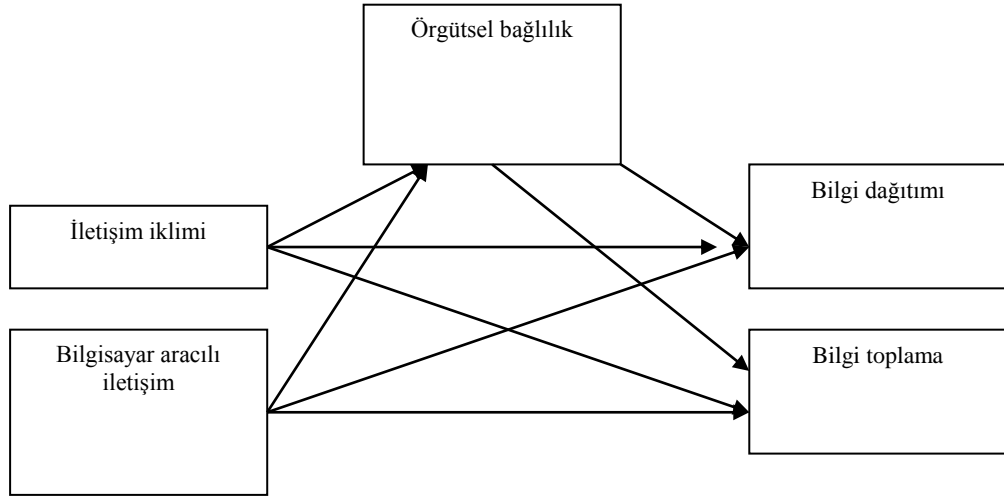 Örgütsel bağlılık
Bilgi dağıtımı
İletişim iklimi
Bilgisayar aracılı
iletişim
Bilgi toplama